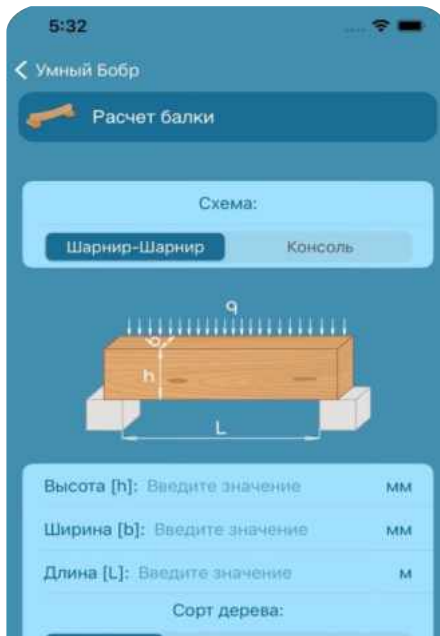 5:32
Умный Бобр
Расчет балки
Схема:
Шарнир-Шарнир Консоль
q
b
h
L
Высота [h]: Введите значение мм
Ширина [b]: Введите значение мм
Длина [L]: Введите значение м
Сорт дерева: